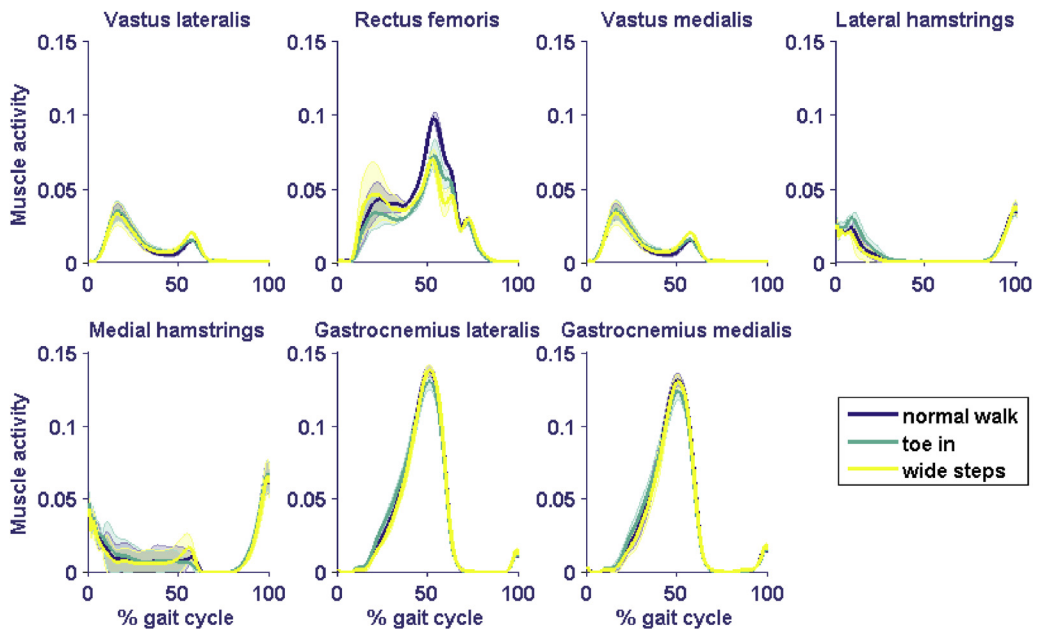 Vastus lateralis
Rectus femoris
Vastus medialis
Lateral hamstrings
Muscle activity
0.15
0.1
0.05
0
0 50 100
0.15
0.1
0.05
0
0 50 100
0.15
0.1
0.05
0
0 50 100
0.15
0.1
0.05
0
0 50 100
Medial hamstrings
Gastrocnemius lateralis
Gastrocnemius medialis
Muscle activity
0.15
0.1
0.05
0
0 50 100
% gait cycle
0.15
0.1
0.05
0
0 50 100
% gait cycle
0.15
0.1
0.05
0
0 50 100
% gait cycle
normal walk
toe in
wide steps